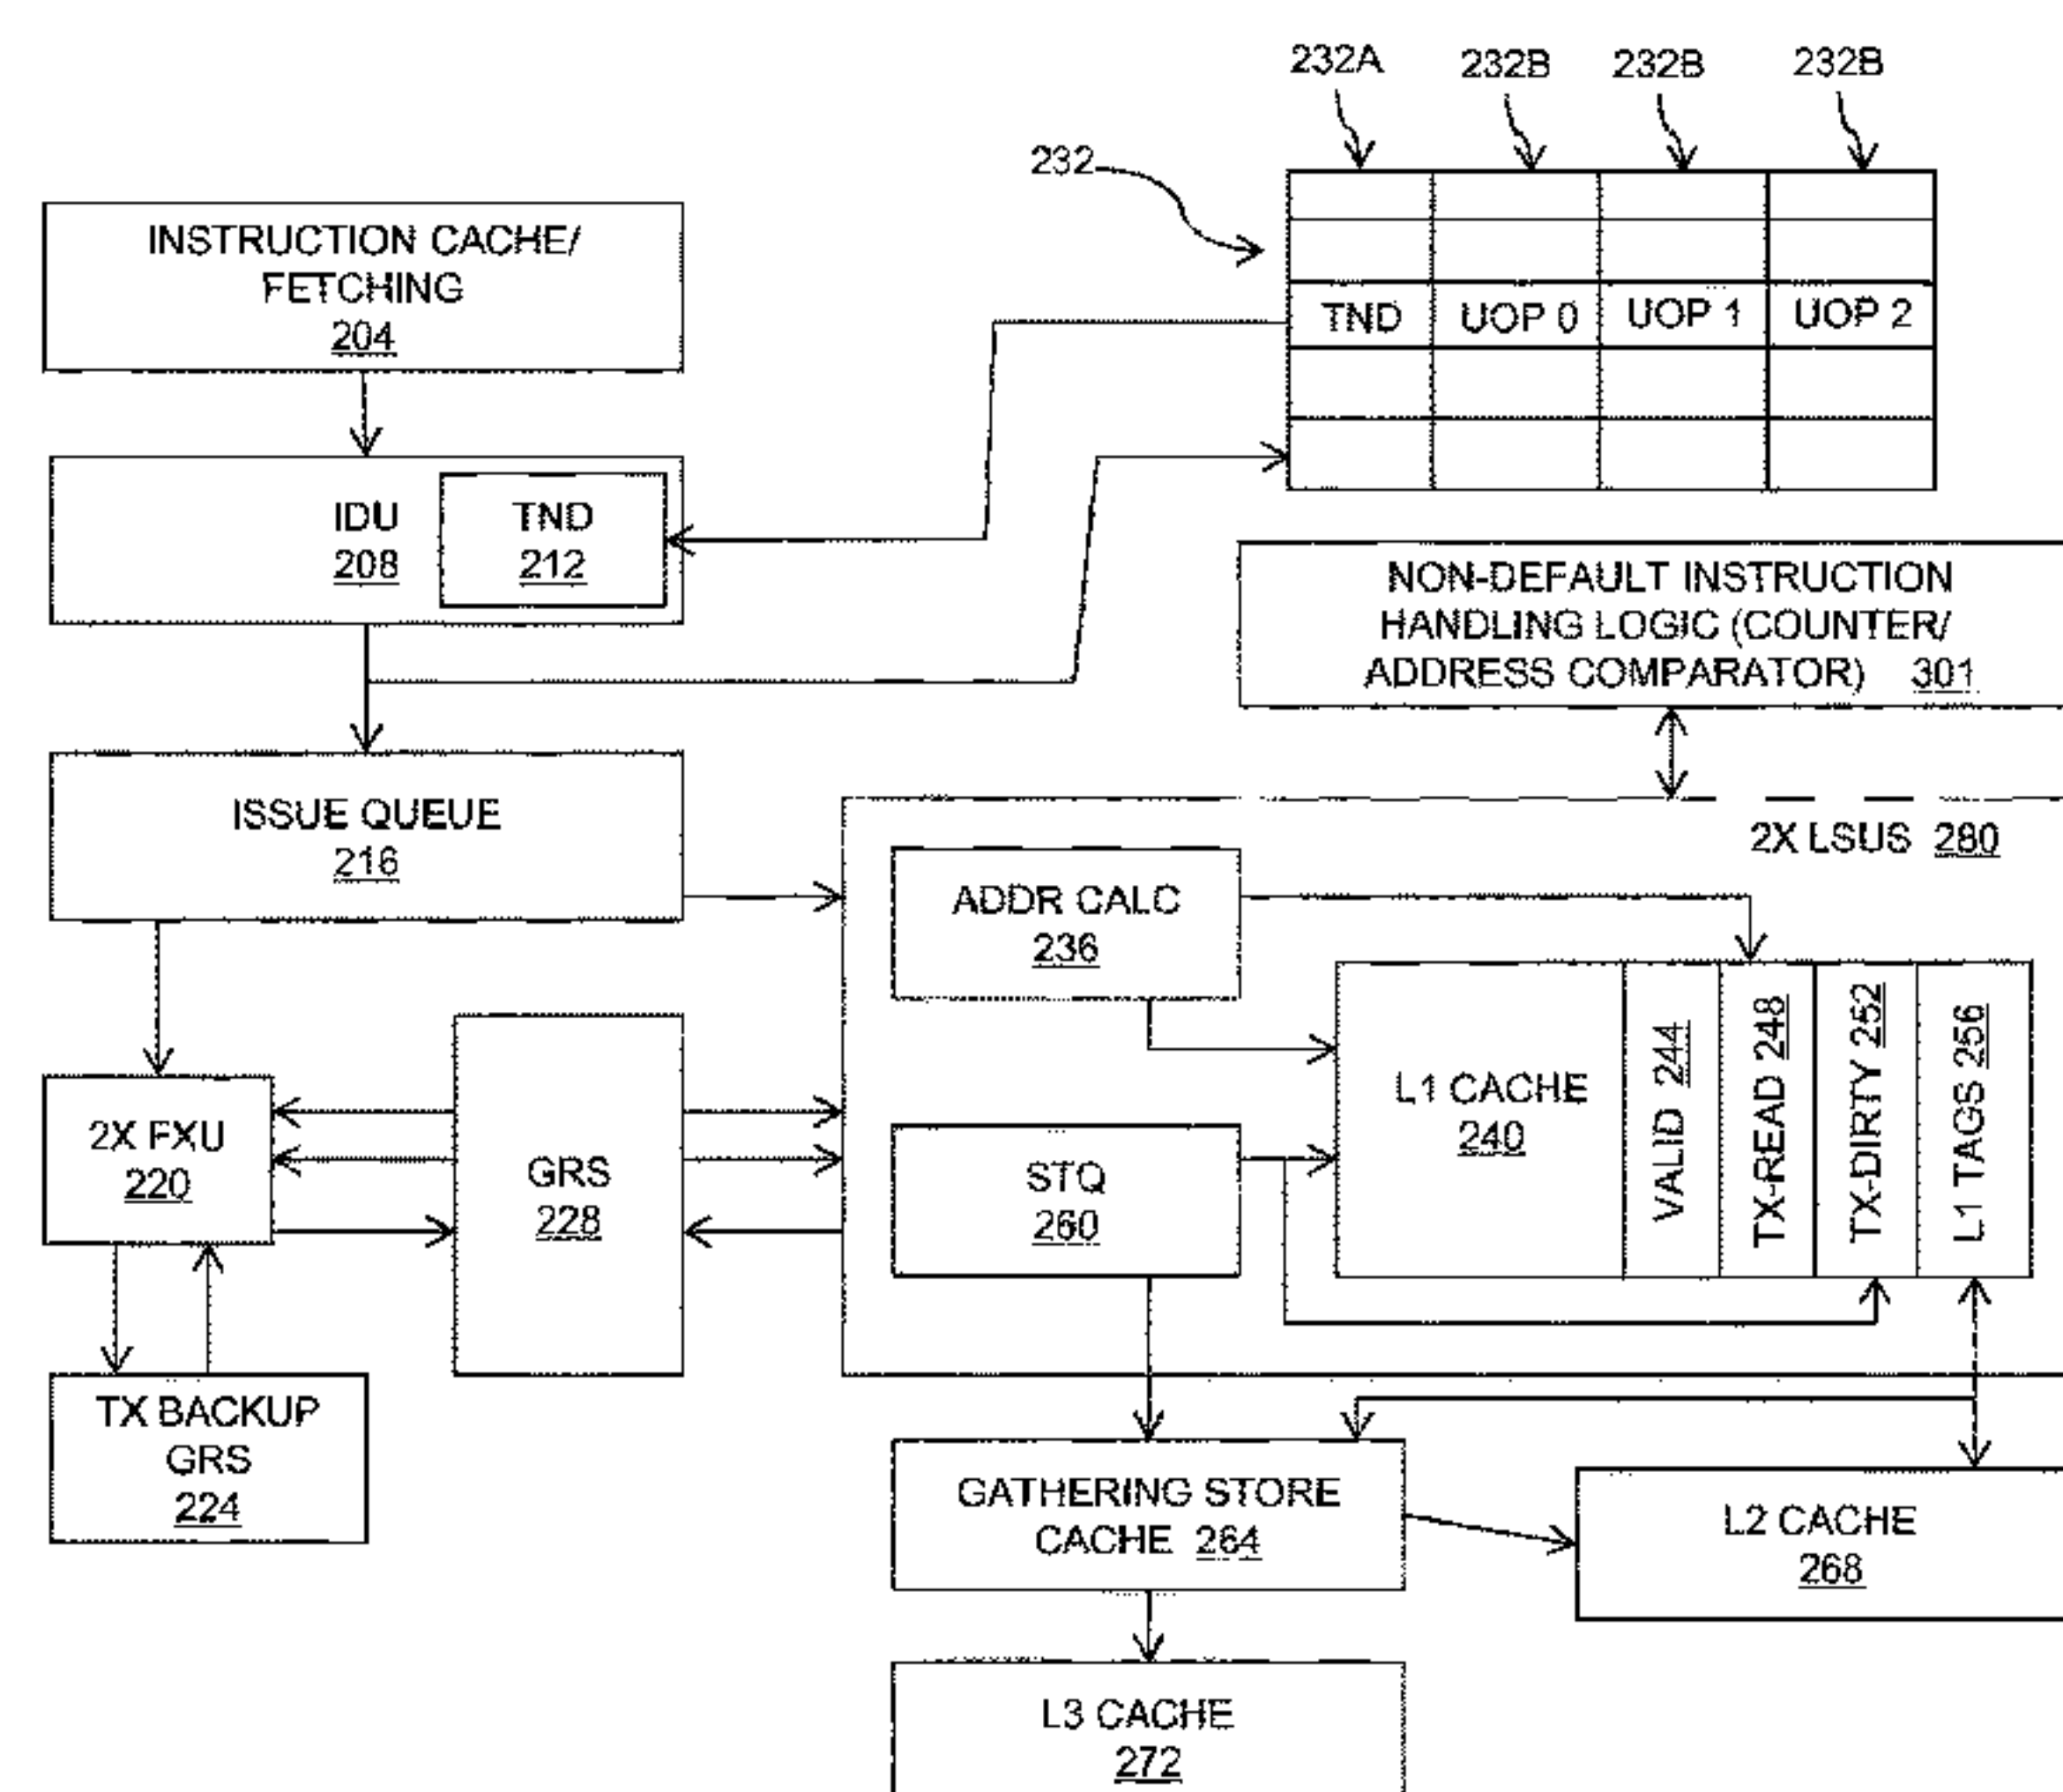 232A 232B 232B 232B
232
INSTRUCTION CACHE/
FETCHING
204
TND UOP 0 UOP 1 UOP 2
IDU
208
TND
212
NON-DEFAULT INSTRUCTION
HANDLING LOGIC (COUNTER/
ADDRESS COMPARATOR) 301
ISSUE QUEUE
216
2X LSUS 280
ADDR CALC
236
L1 CACHE
240
VALID 244
TX-READ 248
TX-DIRTY 252
L1 TAGS 256
2X FXU
220
GRS
228
STQ
260
TX BACKUP
GRS
224
GATHERING STORE
CACHE 264
L2 CACHE
268
L3 CACHE
272